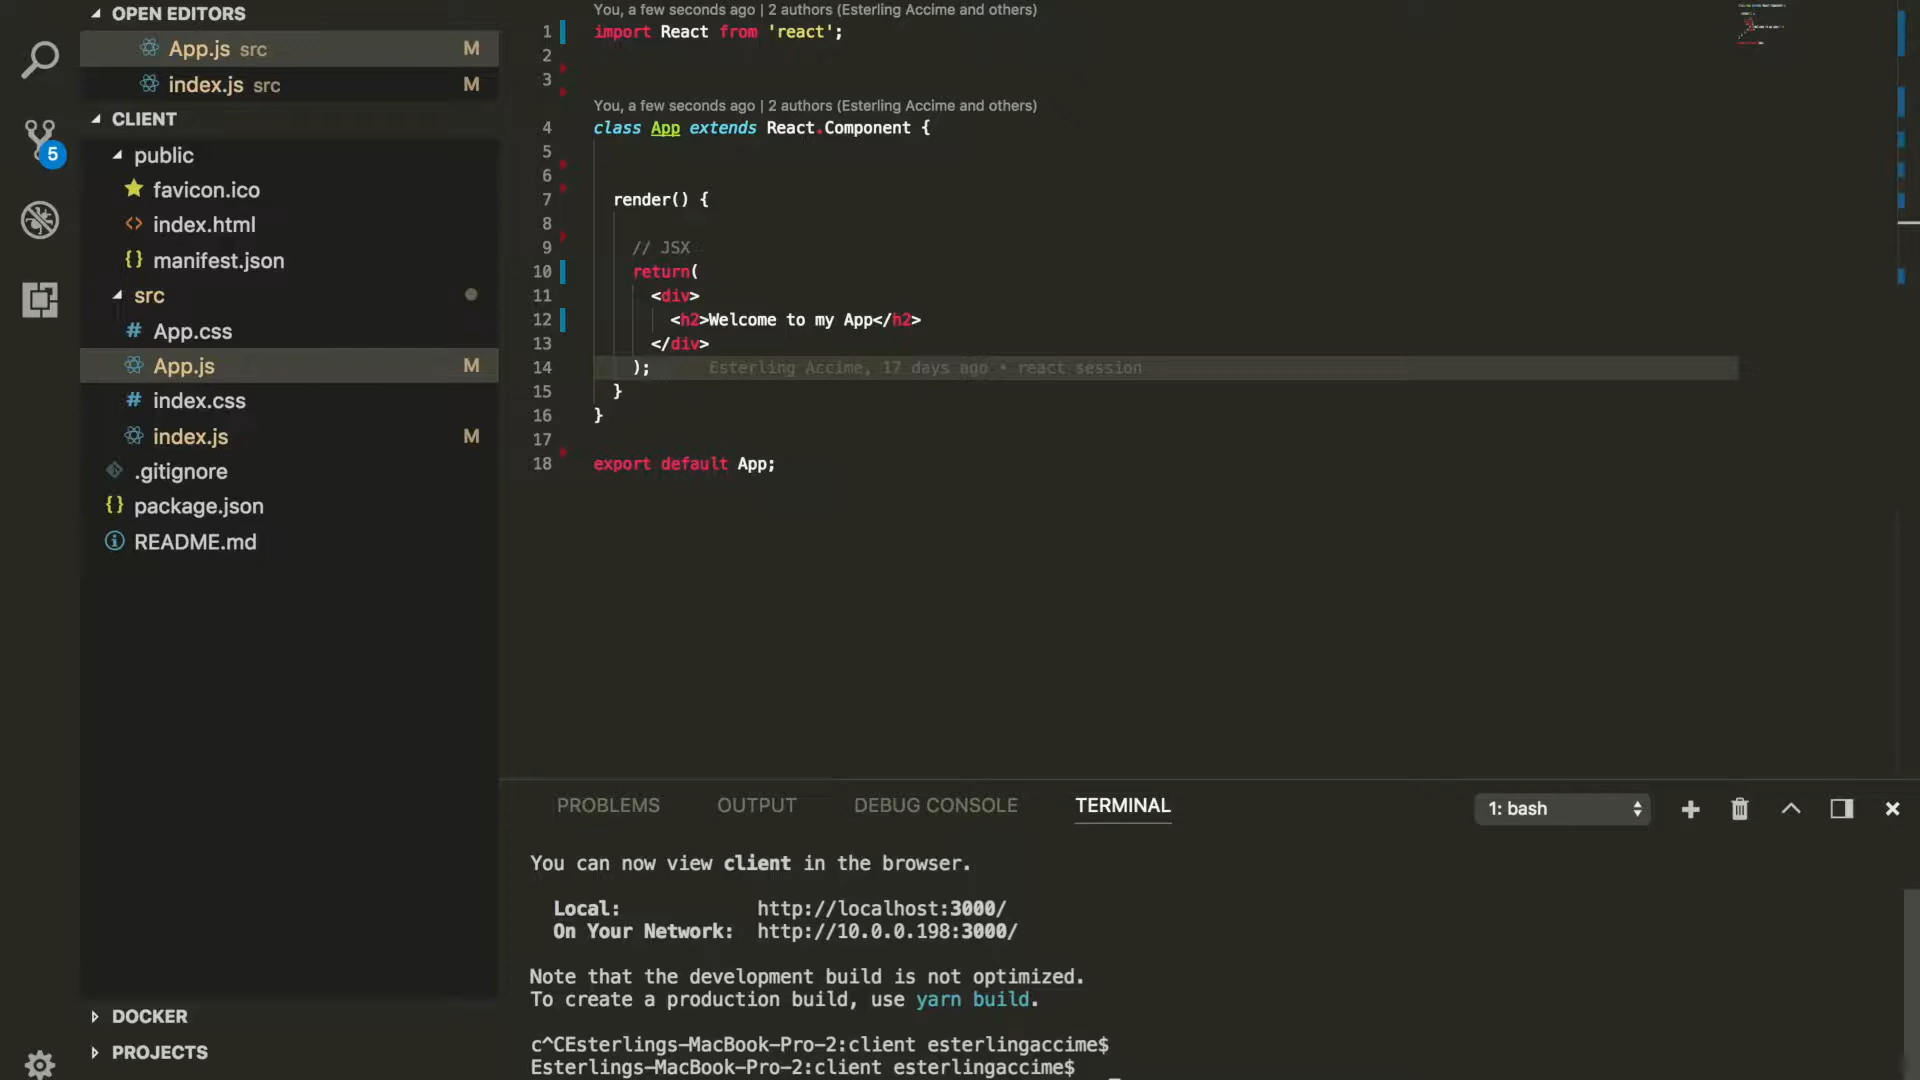 OPEN EDITORS
App.js src M
index.js src M
CLIENT
public
favicon.ico
index.html
manifest.json
src
App.css
App.js M
index.css
index.js M
.gitignore
package.json
README.md
DOCKER
PROJECTS
5
You, a few seconds ago | 2 authors (Esterling Accime and others)
1 import React from 'react';
2
3
You, a few seconds ago | 2 authors (Esterling Accime and others)
4 class App extends React.Component {
5
6
7 render() {
8
9 // JSX
10 return(
11 <div>
12 <h2>Welcome to my App</h2>
13 </div>
14 ); Esterling Accime, 17 days ago • react session
15 }
16 }
17
18 export default App;
PROBLEMS OUTPUT DEBUG CONSOLE TERMINAL 1: bash
You can now view client in the browser.
Local: http://localhost:3000/
On Your Network: http://10.0.0.198:3000/
Note that the development build is not optimized.
To create a production build, use yarn build.
c^CEsterlings-MacBook-Pro-2:client esterlingaccime$
Esterlings-MacBook-Pro-2:client esterlingaccime$